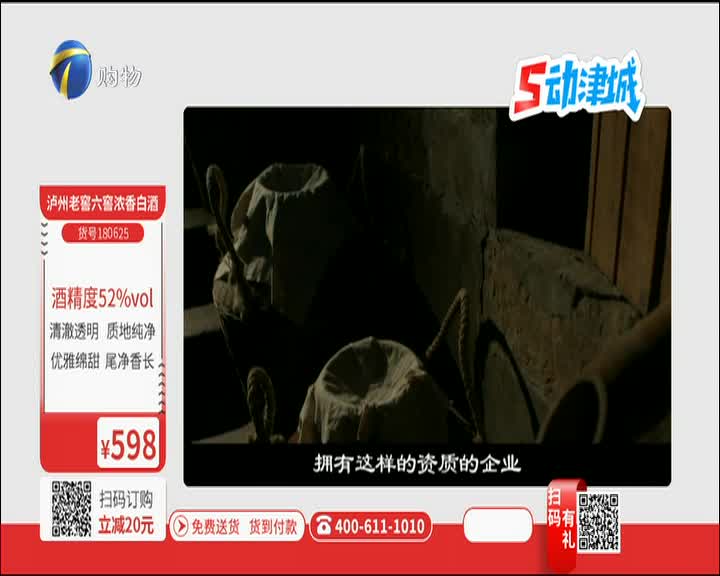 购物
5动津城
泸州老窖六窖浓香白酒
货号180625
酒精度52%vol
清澈透明 质地纯净
优雅绵甜 尾净香长
¥598
拥有这样的资质的企业
扫码订购
立减20元
免费送货 货到付款
400-611-1010
扫码
有礼